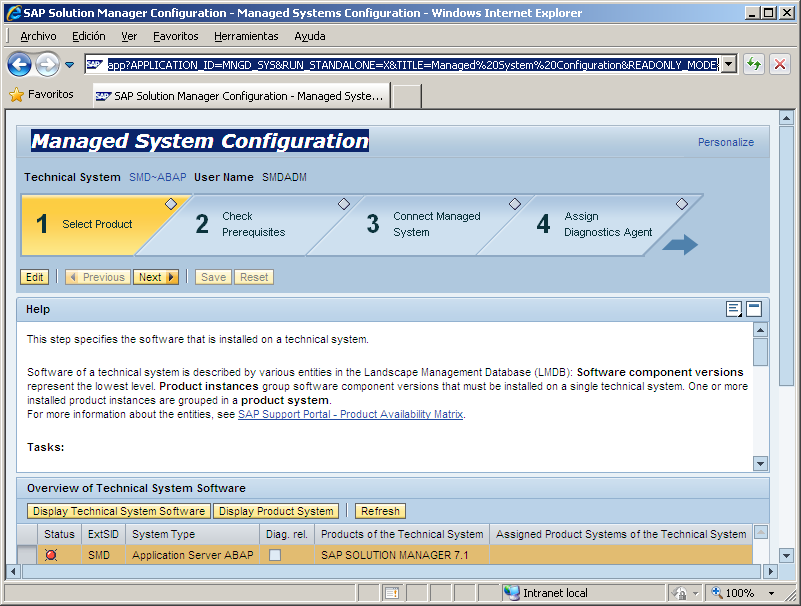 SAP Solution Manager Configuration - Managed Systems Configuration - Windows Internet Explorer
Archivo Edición Ver Favoritos Herramientas Ayuda
SAP app?APPLICATION_ID=MNGD_SYS&RUN_STANDALONE=X&TITLE=Managed%20System%20Configuration&READONLY_MODE
Favoritos SAP SAP Solution Manager Configuration - Managed Syste...
Managed System Configuration
Personalize
Technical System SMD~ABAP User Name SMDADM
1 Select Product
2 Check
Prerequisites
3 Connect Managed
System
4 Assign
Diagnostics Agent
Edit Previous Next Save Reset
Help
This step specifies the software that is installed on a technical system.
Software of a technical system is described by various entities in the Landscape Management Database (LMDB): Software component versions
represent the lowest level. Product instances group software component versions that must be installed on a single technical system. One or more
installed product instances are grouped in a product system.
For more information about the entities, see SAP Support Portal - Product Availability Matrix.
Tasks:
Overview of Technical System Software
Display Technical System Software Display Product System Refresh
Status ExtSID System Type Diag. rel. Products of the Technical System Assigned Product Systems of the Technical System
SMD Application Server ABAP SAP SOLUTION MANAGER 7.1
Intranet local 100%